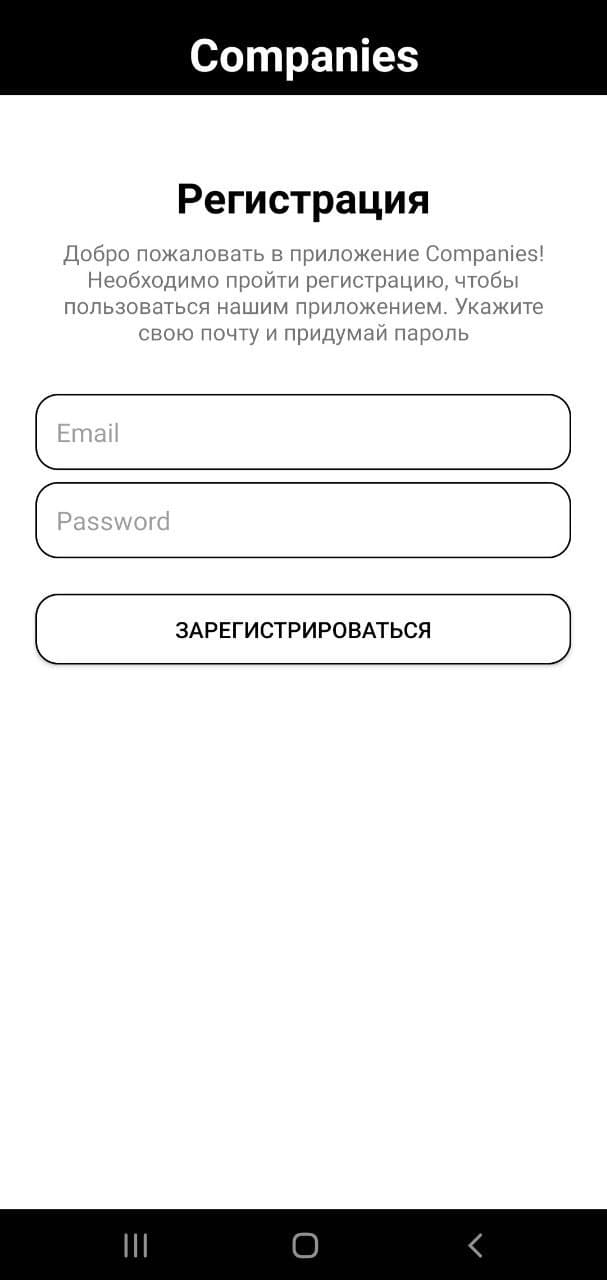 Companies
Регистрация
Добро пожаловать в приложение Companies!
Необходимо пройти регистрацию, чтобы
пользоваться нашим приложением. Укажите
свою почту и придумай пароль
Email
Password
ЗАРЕГИСТРИРОВАТЬСЯ